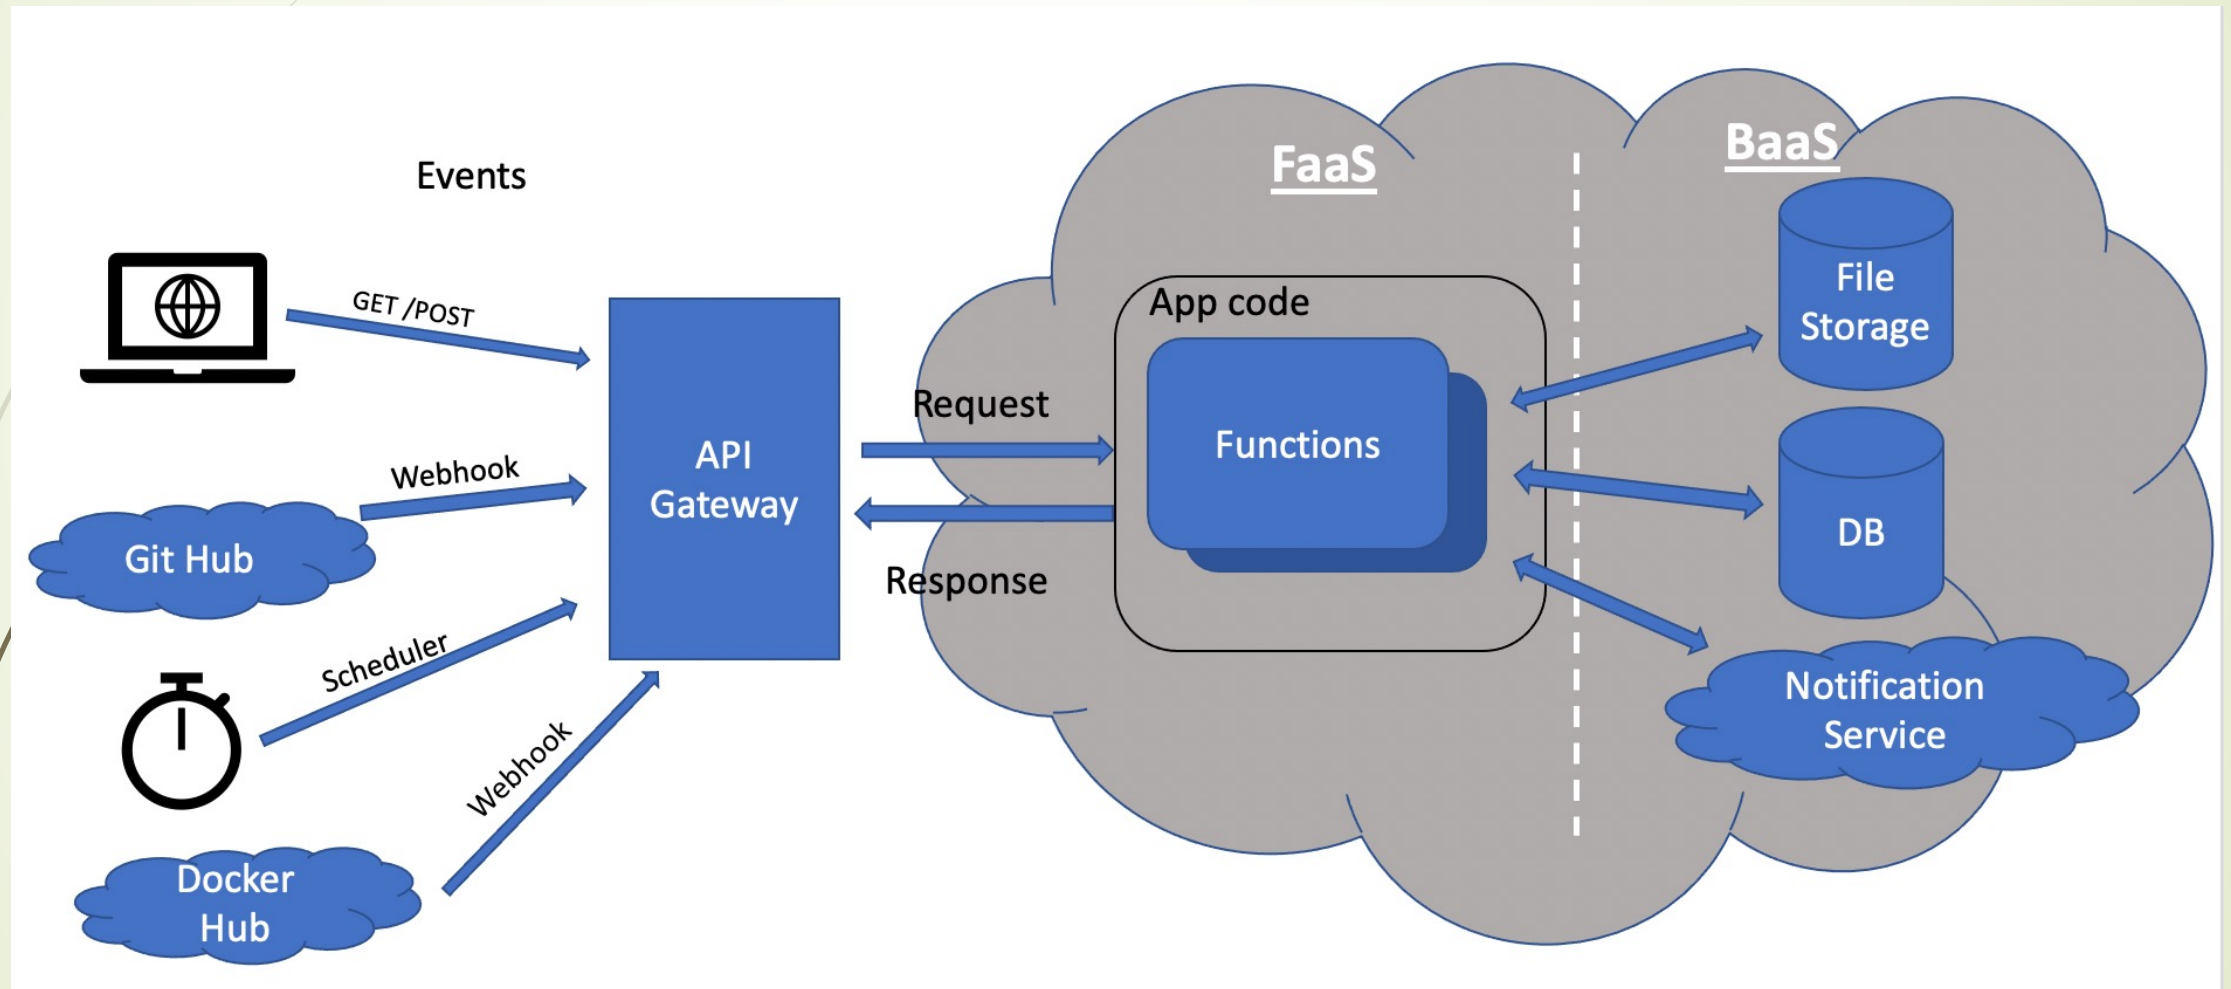 Events
GET /POST
Webhook
Git Hub
Scheduler
Webhook
Docker
Hub
API
Gateway
Request
Response
FaaS
App code
Functions
BaaS
File
Storage
DB
Notification
Service